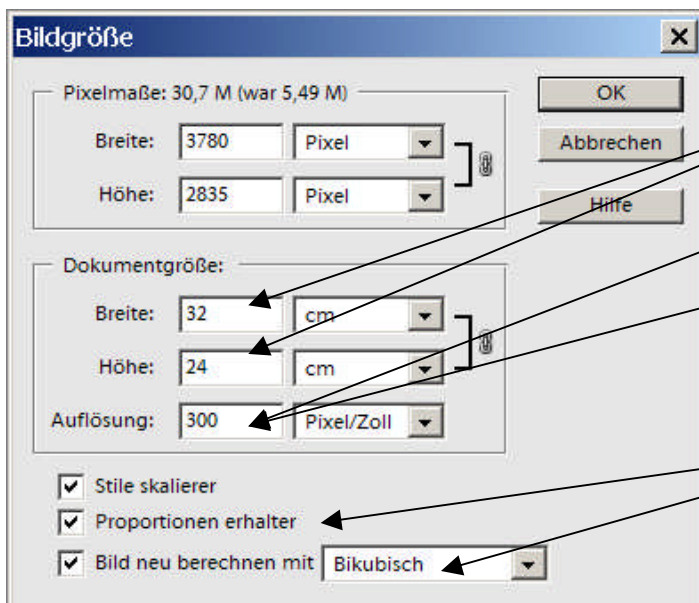 Bildgröße
Pixelmaße: 30,7 M (war 5,49 M)
OK
Breite: 3780 Pixel
Abbrechen
Höhe: 2835 Pixel
Hilfe
Dokumentgröße:
Breite: 32 cm
Höhe: 24 cm
Auflösung: 300 Pixel/Zoll
Stile skalierer
Proportionen erhalter
Bild neu berechnen mit Bikubisch